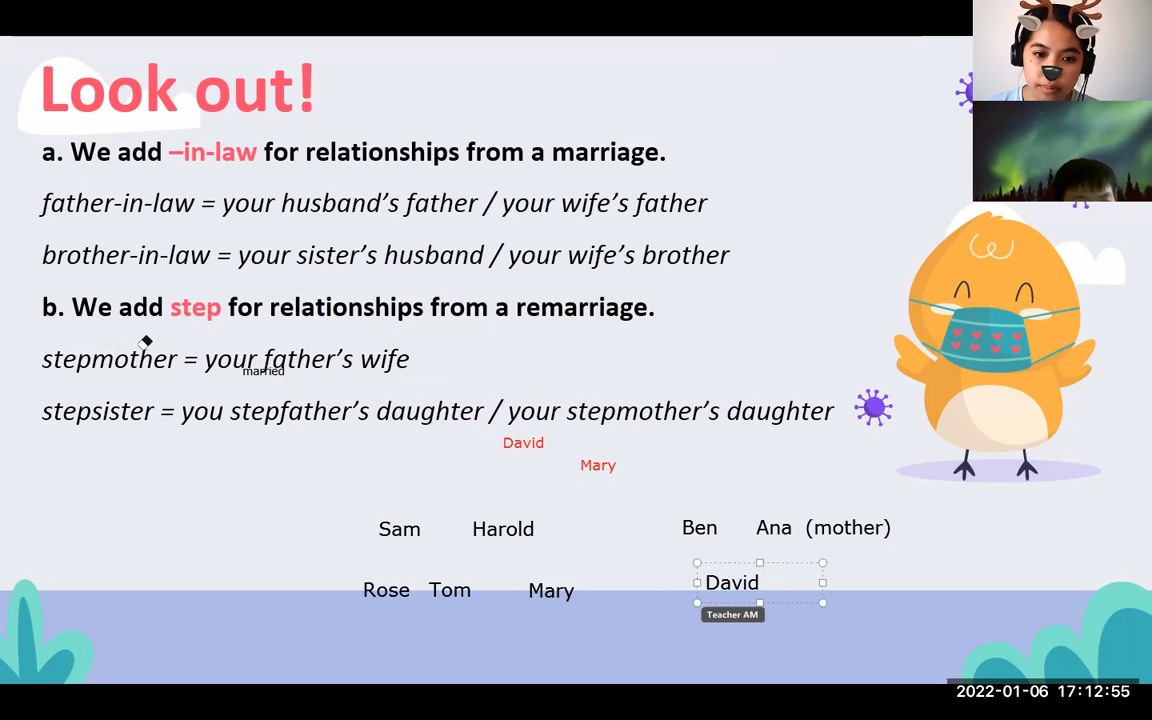 Look out!
a. We add –in-law for relationships from a marriage.
father-in-law = your husband’s father / your wife’s father
brother-in-law = your sister’s husband / your wife’s brother
b. We add step for relationships from a remarriage.
stepmother = your father’s wife
married
stepsister = you stepfather’s daughter / your stepmother’s daughter
David
Mary
Sam Harold Ben Ana (mother)
Rose Tom Mary David
Teacher AM
2022-01-06 17:12:55